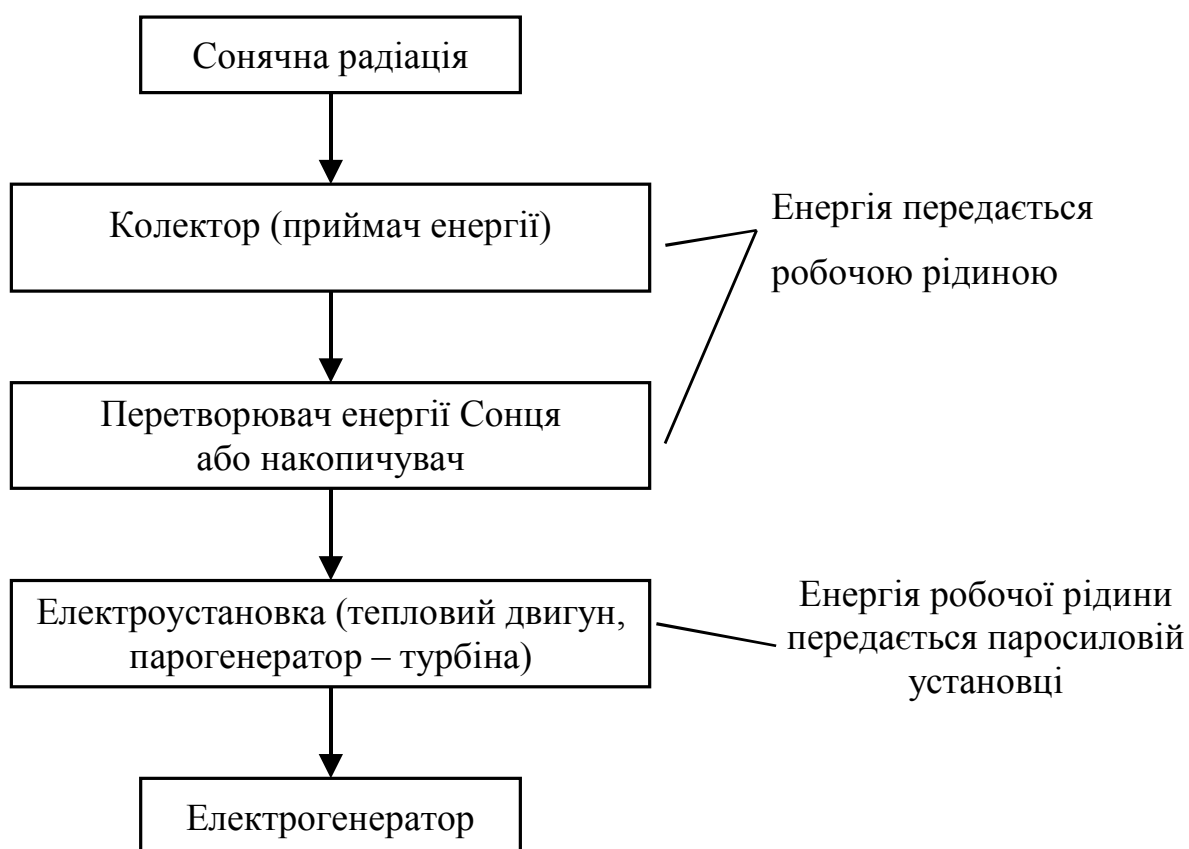 Сонячна радіація
Колектор (приймач енергії)
Енергія передається
робочою рідиною
Перетворювач енергії Сонця
або накопичувач
Електроустановка (тепловий двигун,
парогенератор – турбіна)
Енергія робочої рідини
передається паросиловій
установці
Електрогенератор